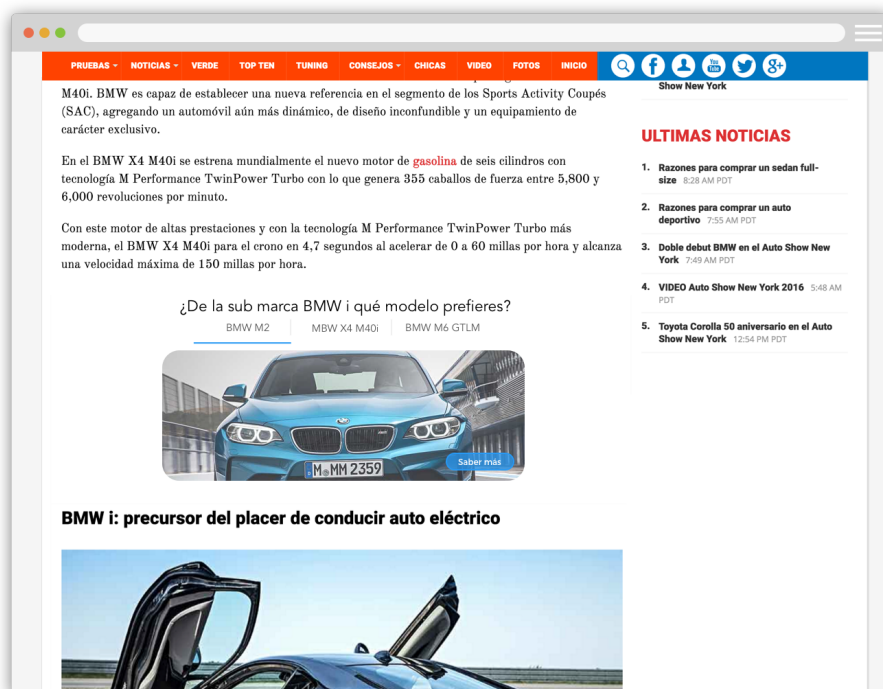 PRUEBAS
NOTICIAS
VERDE
TOP TEN
TUNING
CONSEJOS
CHICAS
VIDEO
FOTOS
INICIO
You Tube
M40i. BMW es capaz de establecer una nueva referencia en el segmento de los Sports Activity Coupés
(SAC), agregando un automóvil aún más dinámico, de diseño inconfundible y un equipamiento de
carácter exclusivo.
En el BMW X4 M40i se estrena mundialmente el nuevo motor de gasolina de seis cilindros con
tecnología M Performance TwinPower Turbo con lo que genera 355 caballos de fuerza entre 5,800 y
6,000 revoluciones por minuto.
Con este motor de altas prestaciones y con la tecnología M Performance TwinPower Turbo más
moderna, el BMW X4 M40i para el crono en 4,7 segundos al acelerar de 0 a 60 millas por hora y alcanza
una velocidad máxima de 150 millas por hora.
¿De la sub marca BMW i qué modelo prefieres?
BMW M2
MBW X4 M40i
BMW M6 GTLM
M MM 2359
Saber más
BMW i: precursor del placer de conducir auto eléctrico
Show New York
ULTIMAS NOTICIAS
1. Razones para comprar un sedan full-
size 8:28 AM PDT
2. Razones para comprar un auto
deportivo 7:55 AM PDT
3. Doble debut BMW en el Auto Show New
York 7:49 AM PDT
4. VIDEO Auto Show New York 2016 5:48 AM
PDT
5. Toyota Corolla 50 aniversario en el Auto
Show New York 12:54 PM PDT